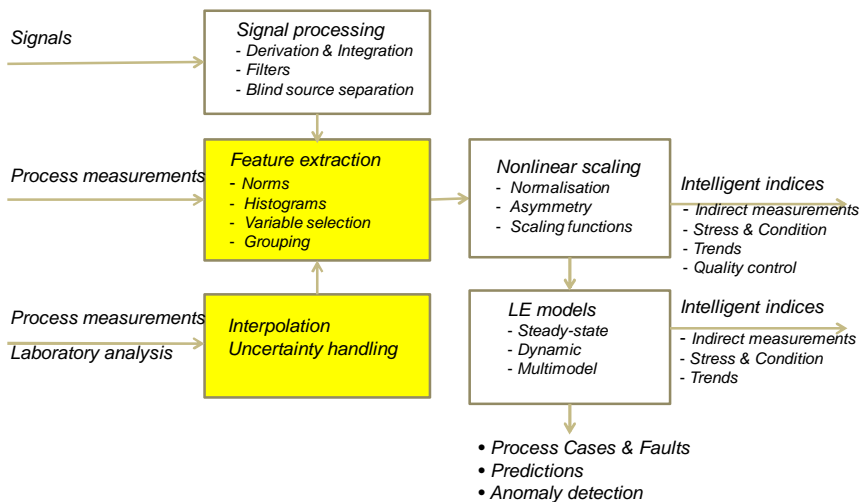 Signals
Signal processing
- Derivation & Integration
- Filters
- Blind source separation
Process measurements
Feature extraction
- Norms
- Histograms
- Variable selection
- Grouping
Nonlinear scaling
- Normalisation
- Asymmetry
- Scaling functions
Intelligent indices
- Indirect measurements
- Stress & Condition
- Trends
- Quality control
Process measurements
Laboratory analysis
Interpolation
Uncertainty handling
LE models
- Steady-state
- Dynamic
- Multimodel
Intelligent indices
- Indirect measurements
- Stress & Condition
- Trends
• Process Cases & Faults
• Predictions
• Anomaly detection